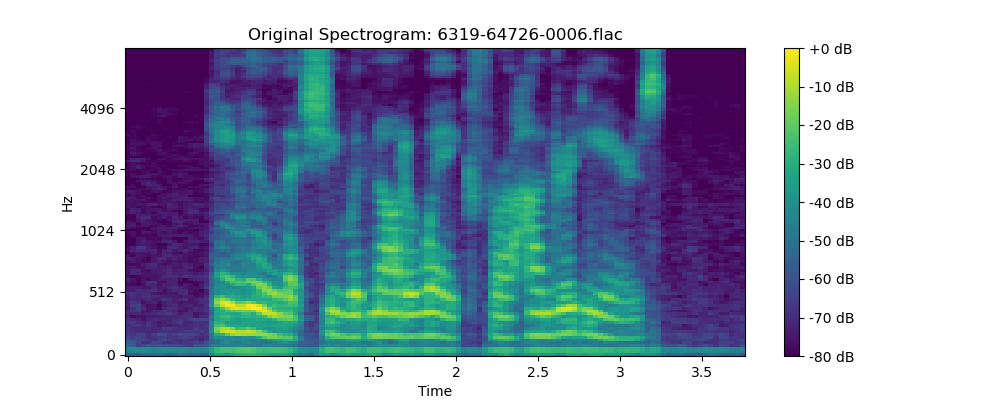 Original Spectrogram: 6319-64726-0006.flac
Hz
4096
2048
1024
512
0
0 0.5 1 1.5 2 2.5 3 3.5
Time
+0 dB
-10 dB
-20 dB
-30 dB
-40 dB
-50 dB
-60 dB
-70 dB
-80 dB